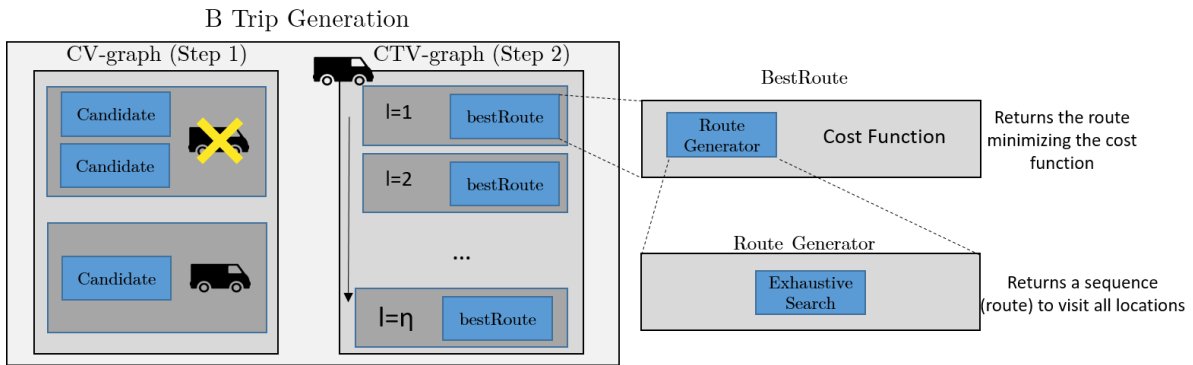 B Trip Generation
CV-graph (Step 1)
Candidate
Candidate
Candidate
CTV-graph (Step 2)
l=1
bestRoute
l=2
bestRoute
...
l=η
bestRoute
BestRoute
Route
Generator
Cost Function
Returns the route
minimizing the cost
function
Route Generator
Exhaustive
Search
Returns a sequence
(route) to visit all locations